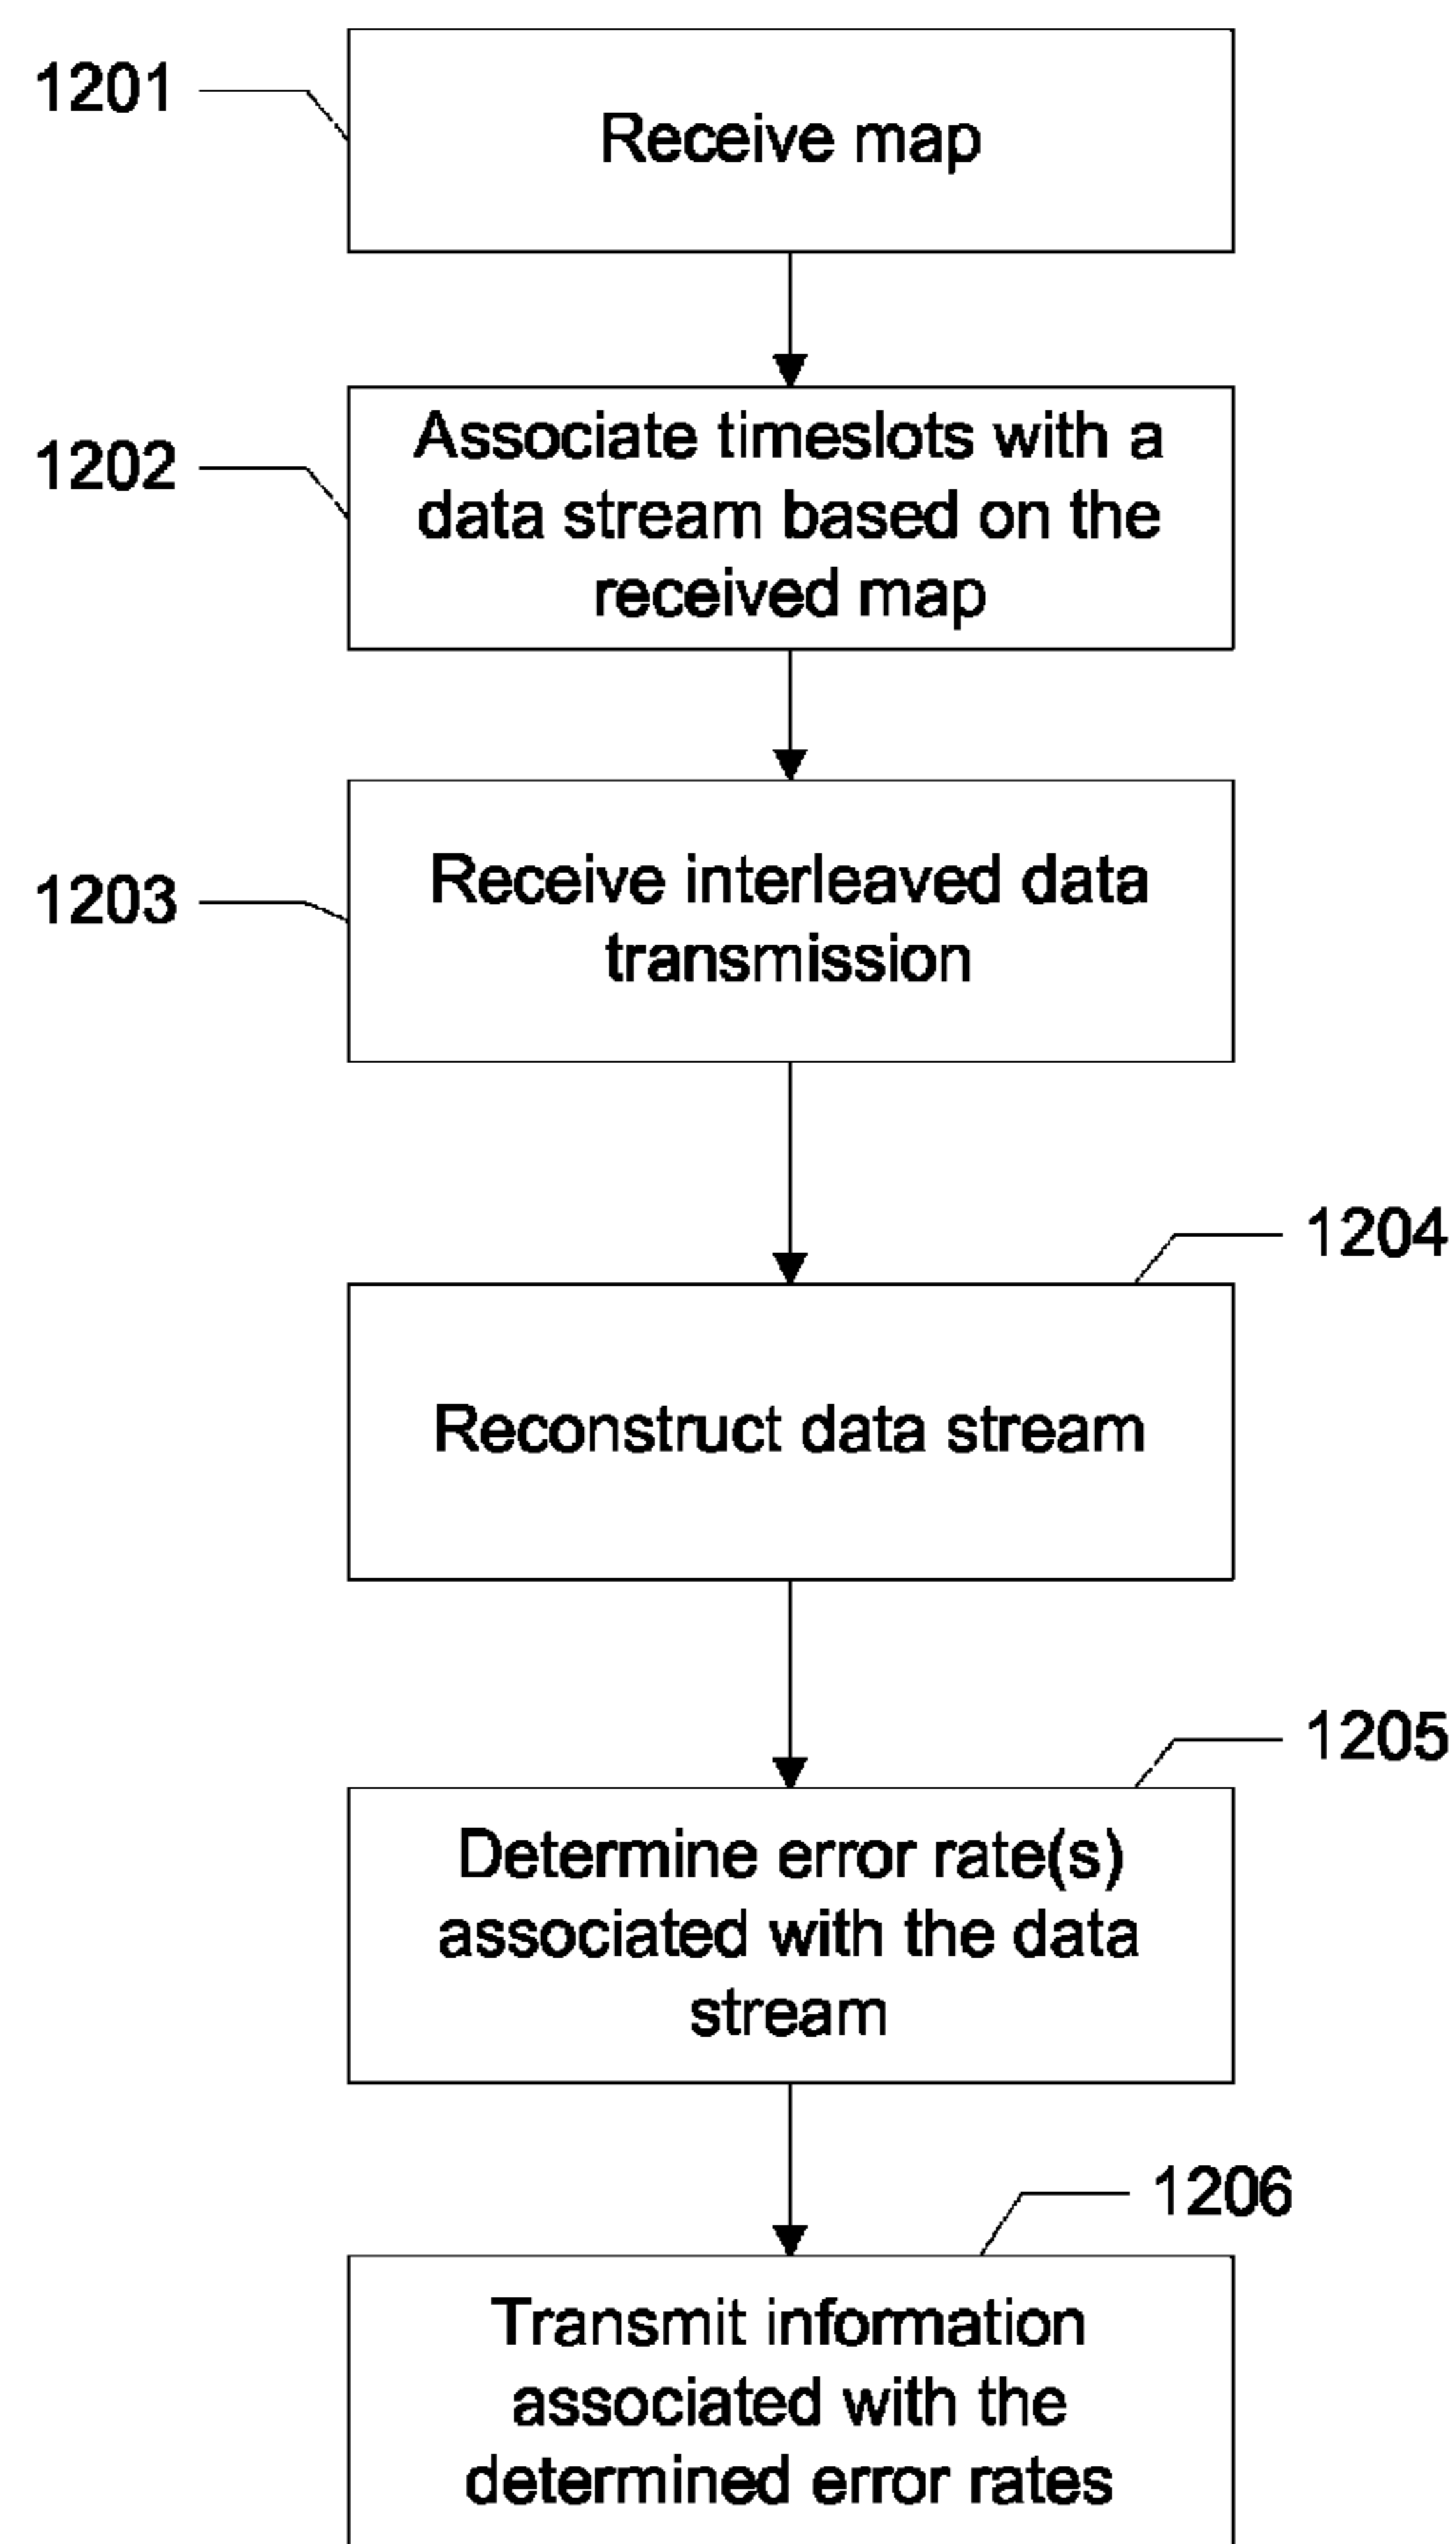 1201
Receive map
1202
Associate timeslots with a
data stream based on the
received map
1203
Receive interleaved data
transmission
1204
Reconstruct data stream
1205
Determine error rate(s)
associated with the data
stream
1206
Transmit information
associated with the
determined error rates